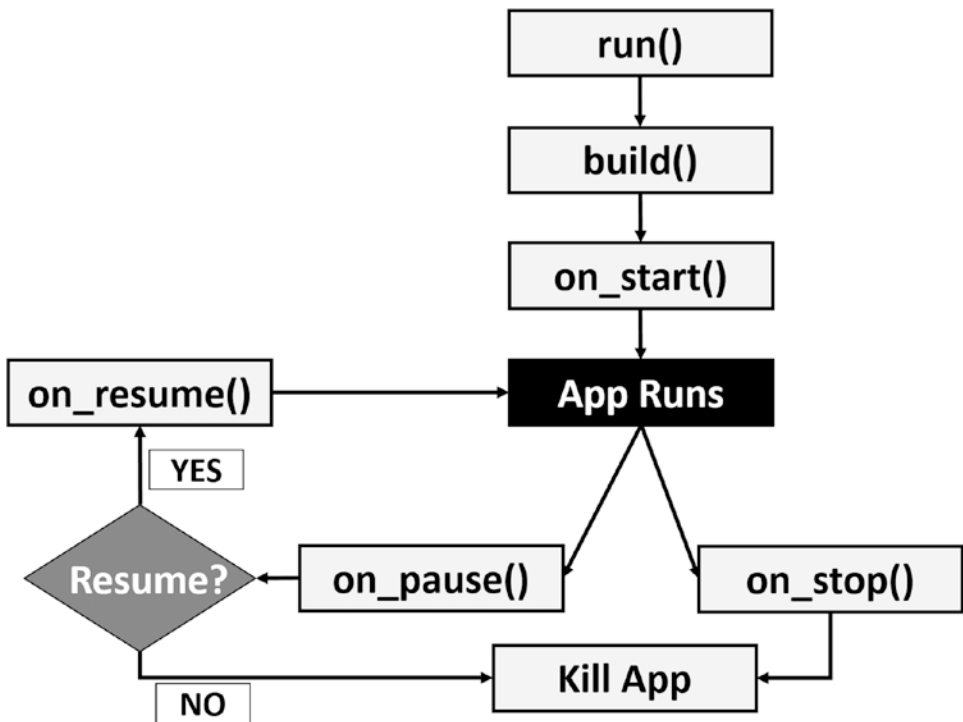 run()
build()
on_start()
on_resume()
App Runs
YES
Resume?
on_pause()
on_stop()
Kill App
NO